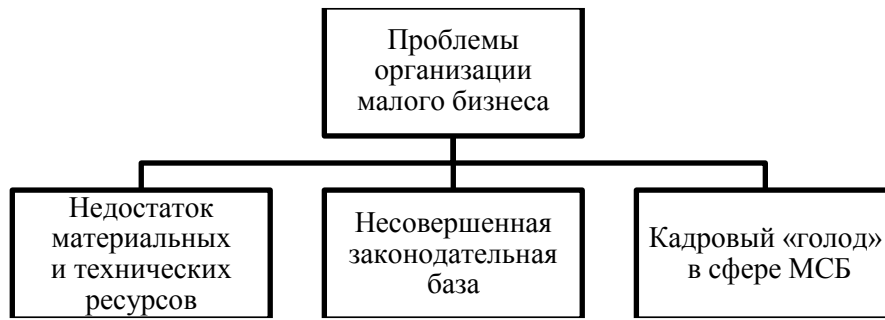 Проблемы
организации
малого бизнеса
Недостаток
материальных
и технических
ресурсов
Несовершенная
законодательная
база
Кадровый «голод»
в сфере МСБ